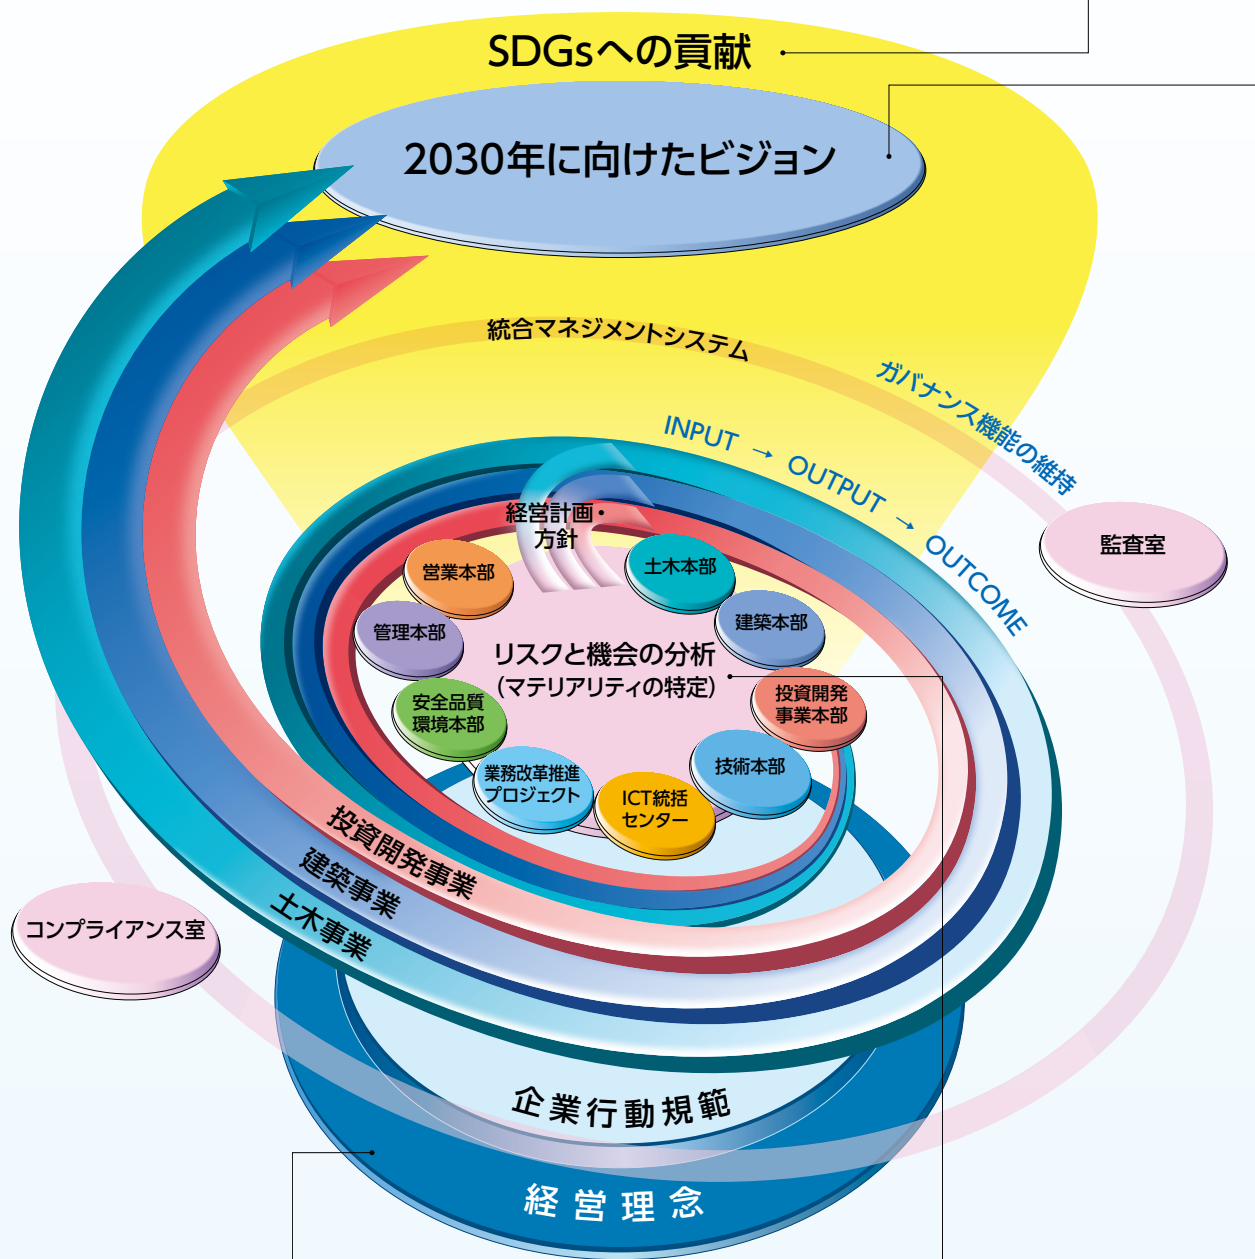 SDGsへの貢献
2030年に向けたビジョン
統合マネジメントシステム
ガバナンス機能の維持
INPUT → OUTPUT → OUTCOME
監査室
経営計画・
方針
営業本部
土木本部
管理本部
建築本部
リスクと機会の分析
(マテリアリティの特定)
安全品質
環境本部
投資開発
事業本部
業務改革推進
プロジェクト
技術本部
ICT統括
センター
投資開発事業
建築事業
土木事業
コンプライアンス室
企業行動規範
経営理念